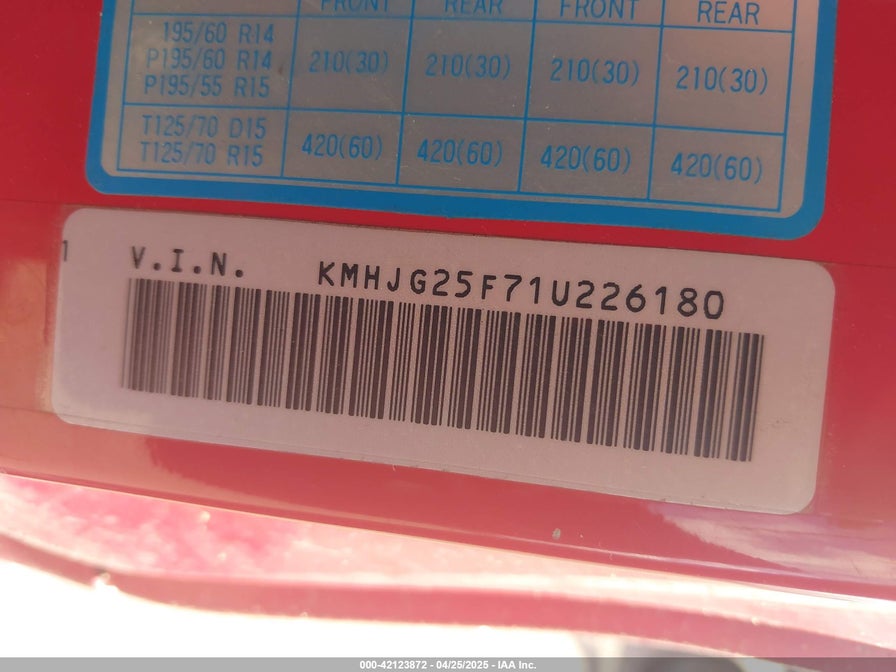 FRONT REAR FRONT REAR
195/60 R14
P195/60 R14 210(30) 210(30) 210(30) 210(30)
P195/55 R15
T125/70 D15 420(60) 420(60) 420(60) 420(60)
T125/70 R15
1
V.I.N. KMHJG25F71U226180
000-42123872 / 04/25/2025 - IAA Inc.